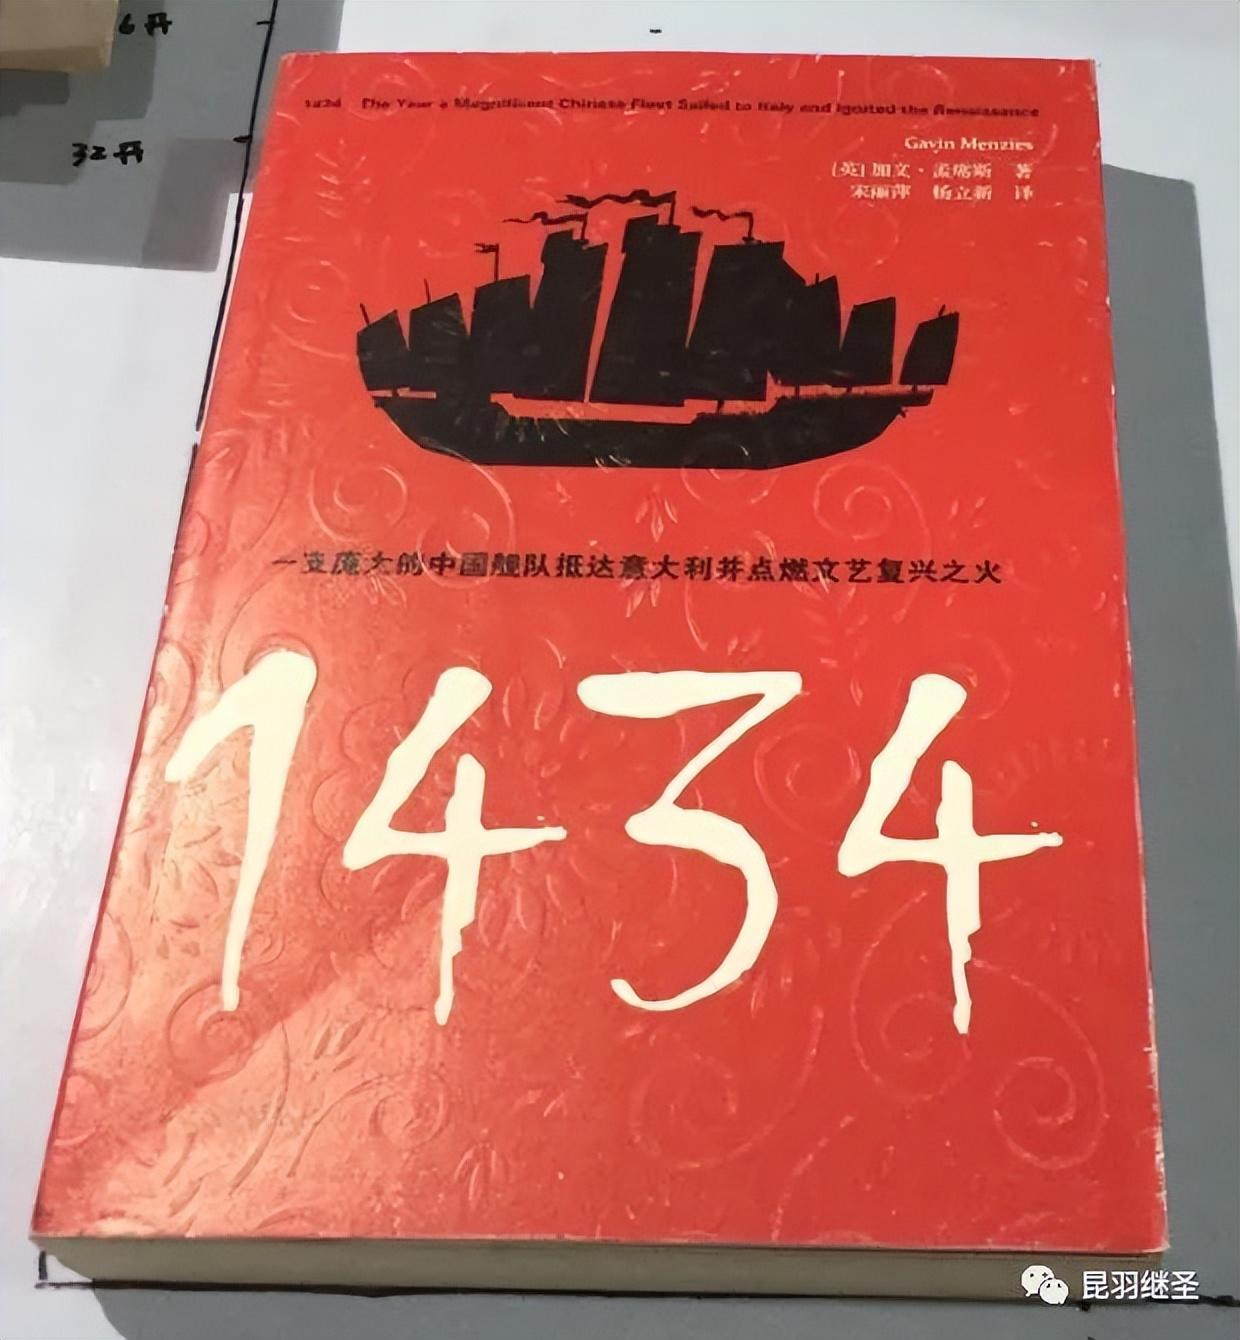 6开
32开
1434 The Year a Magnificent Chinese Fleet Sailed to Italy and Ignited the Renaissance
Gavin Menzies
[英] 加文·孟席斯 著
宋丽萍 杨立新 译
一支庞大的中国舰队抵达意大利并点燃文艺复兴之火
1434
昆羽继圣